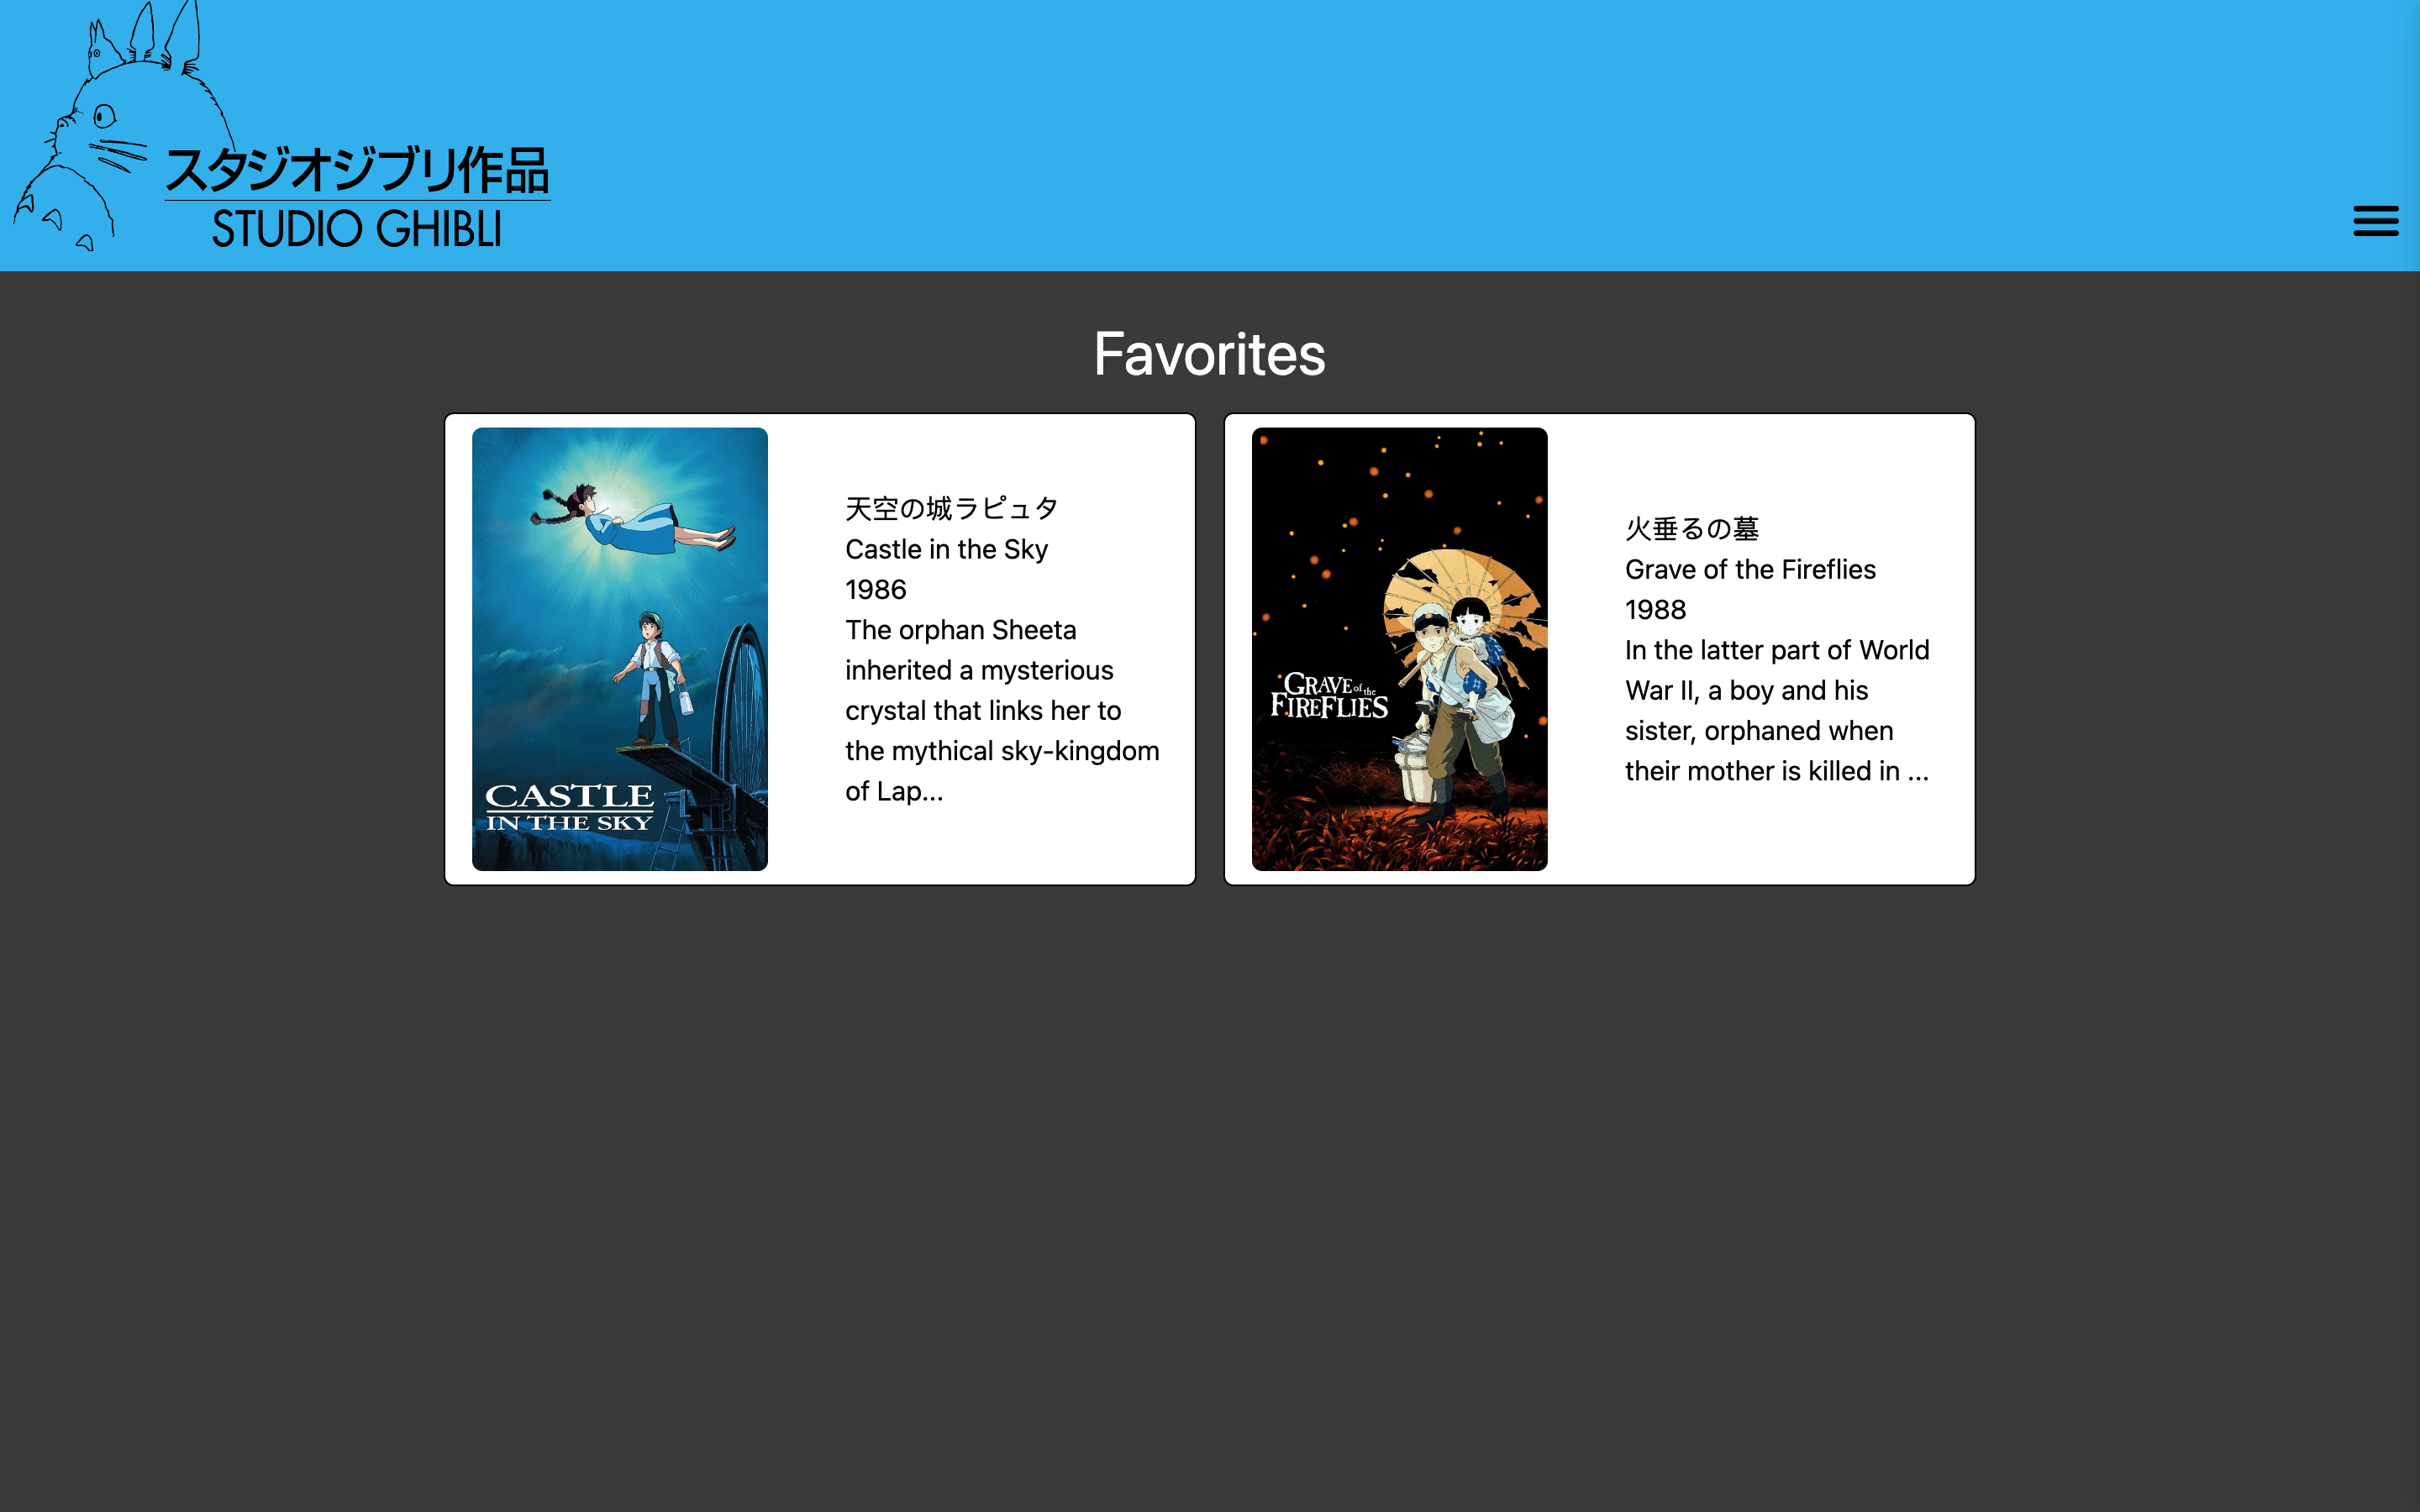 スタジオジブリ作品
STUDIO GHIBLI
Favorites
CASTLE
IN THE SKY
天空の城ラピュタ
Castle in the Sky
1986
The orphan Sheeta
inherited a mysterious
crystal that links her to
the mythical sky-kingdom
of Lap...
GRAVE of the
FIREFLIES
火垂るの墓
Grave of the Fireflies
1988
In the latter part of World
War II, a boy and his
sister, orphaned when
their mother is killed in ...